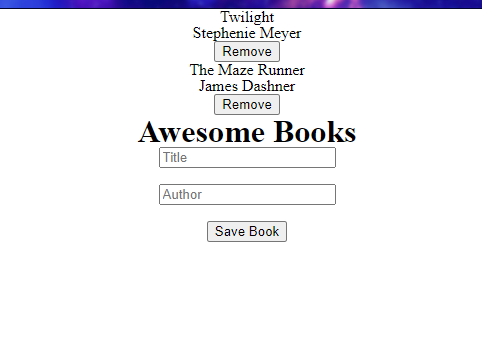 Twilight
Stephenie Meyer
Remove
The Maze Runner
James Dashner
Remove
Awesome Books
Title
Author
Save Book